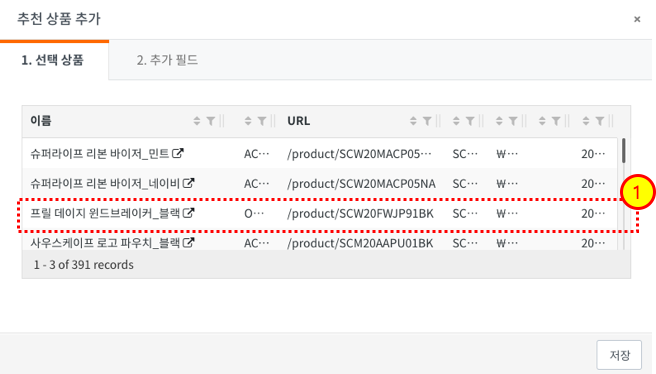 추천 상품 추가 ×
1. 선택 상품 2. 추가 필드
이름 URL
슈퍼라이프 리본 바이저_민트 AC… /product/SCW20MACP05… SC… ₩… 20…
슈퍼라이프 리본 바이저_네이비 AC… /product/SCW20MACP05NA SC… ₩… 20…
1
프릴 데이지 윈드브레이커_블랙 O… /product/SCW20FWJP91BK SC… ₩… 20…
사우스케이프 로고 파우치_블랙 AC… /product/SCM20AAPU01BK SC… ₩… 20…
1 - 3 of 391 records
저장